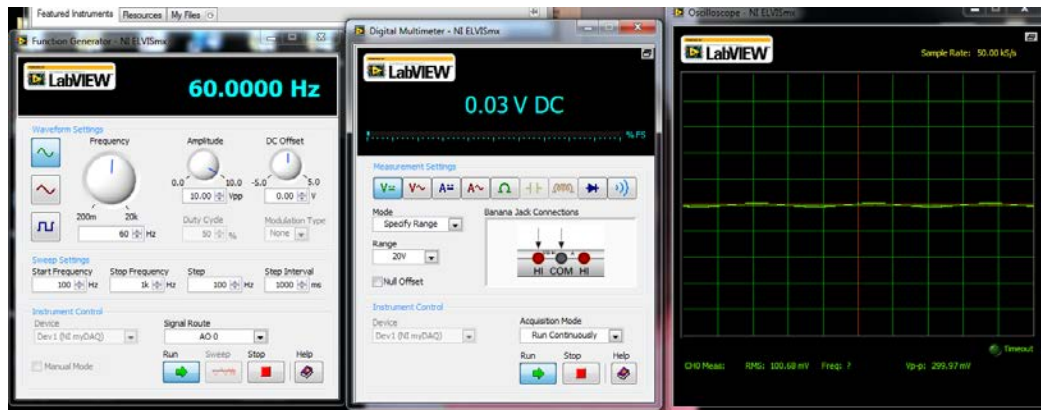 Featured Instruments Resources My Files
Function Generator - NI ELVISmx
LabVIEW
60.0000 Hz
Waveform Settings
Frequency Amplitude DC Offset
0.0 10.0 -5.0 5.0
10.00 Vpp 0.00 V
200m 20k
60 Hz
Duty Cycle Modulation Type
50 % None
Sweep Settings
Start Frequency Stop Frequency Step Step Interval
100 Hz 1k Hz 100 Hz 1000 ms
Instrument Control
Device Signal Route
Dev1 (NI myDAQ) AO 0
Run Sweep Stop Help
Manual Mode
Digital Multimeter - NI ELVISmx
LabVIEW
0.03 V DC
% FS
Measurement Settings
V= V~ A= A~ Ω
Mode Banana Jack Connections
Specify Range
Range
20V
HI COM HI
Null Offset
Instrument Control
Device Acquisition Mode
Dev1 (NI myDAQ) Run Continuously
Run Stop Help
Oscilloscope - NI ELVISmx
LabVIEW
Sample Rate: 50.00 kS/s
Timeout
CH0 Meas: RMS: 100.68 mV Freq: ? Vp-p: 299.97 mV